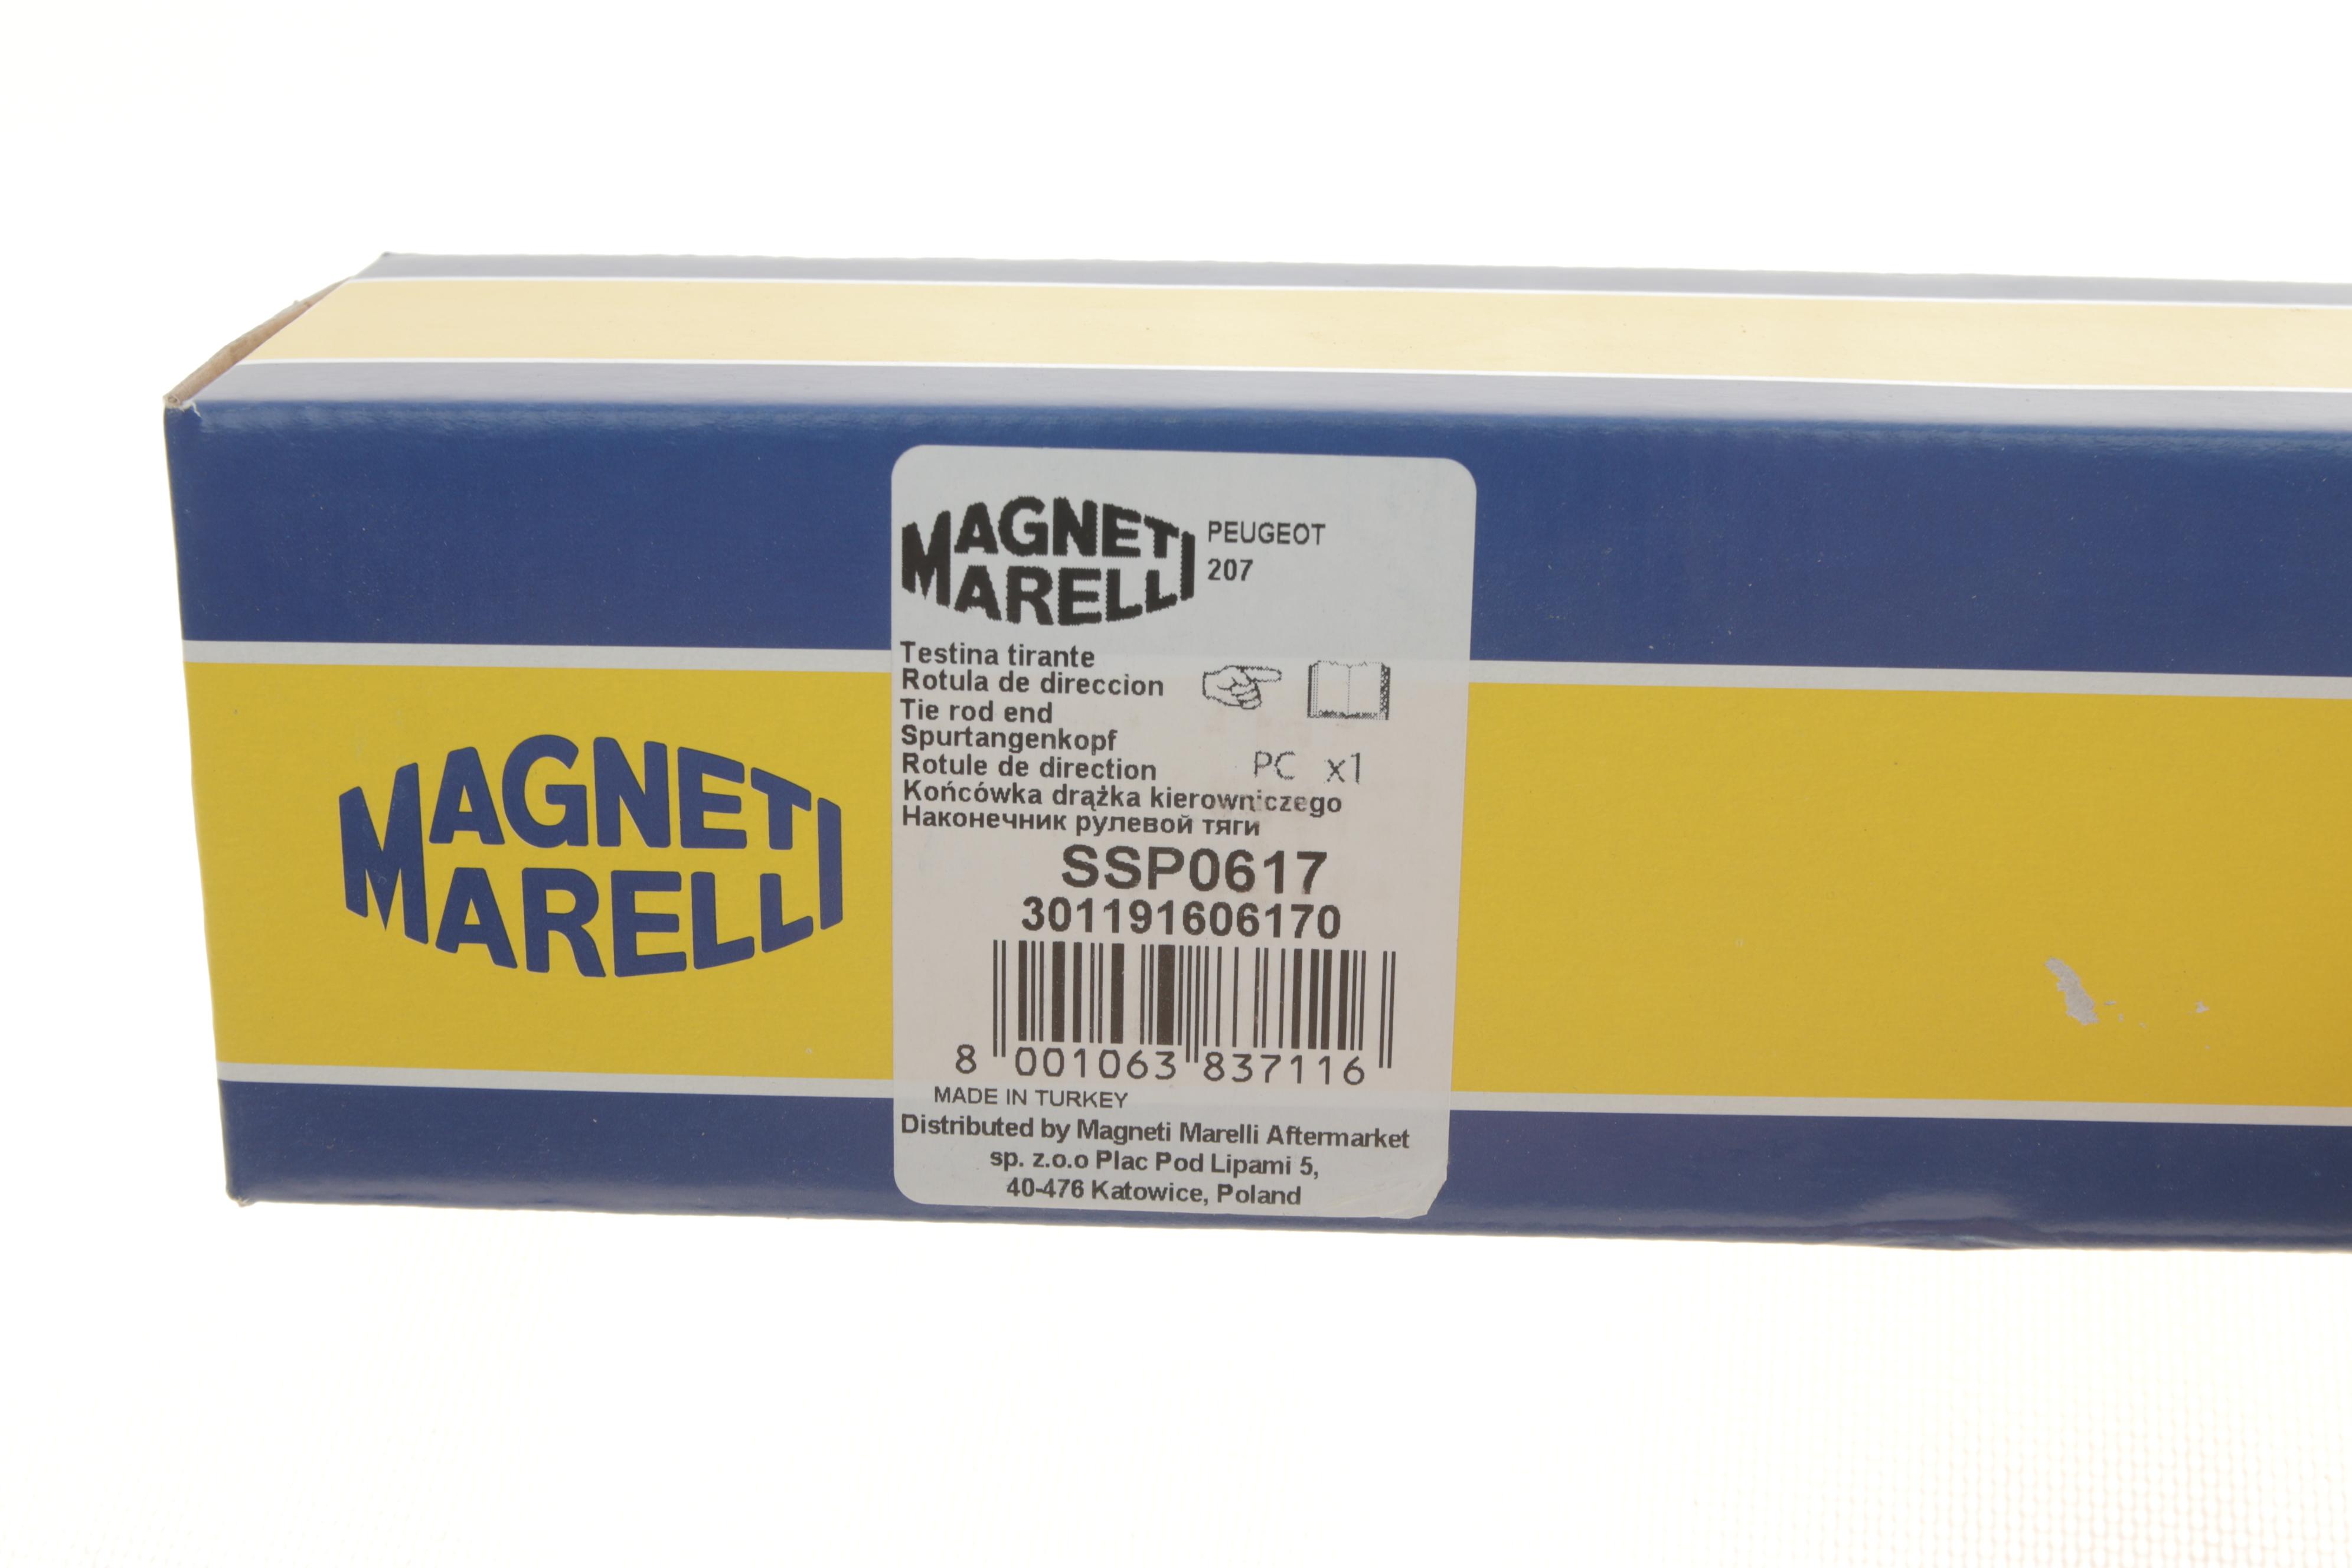 MAGNETI
MARELLI
MAGNETI
MARELLI
PEUGEOT
207
Testina tirante
Rotula de direccion
Tie rod end
Spurtangenkopf
Rotule de direction
PC x1
Końcówka drążka kierowniczego
Наконечник рулевой тяги
SSP0617
301191606170
8 001063 837116
MADE IN TURKEY
Distributed by Magneti Marelli Aftermarket
sp. z.o.o Plac Pod Lipami 5,
40-476 Katowice, Poland